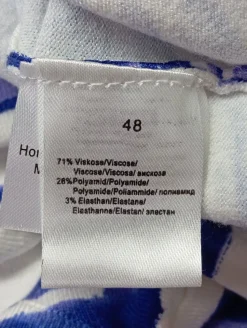 48
Hon
M
71% Viskose/Viscose/
Viscose/Viscosa/ вискоза
26% Polyamid/Polyamide/
Polyamide/Poliammide/ полиамид
3% Elasthan/Elastane/
Elasthanne/Elastan/ эластан